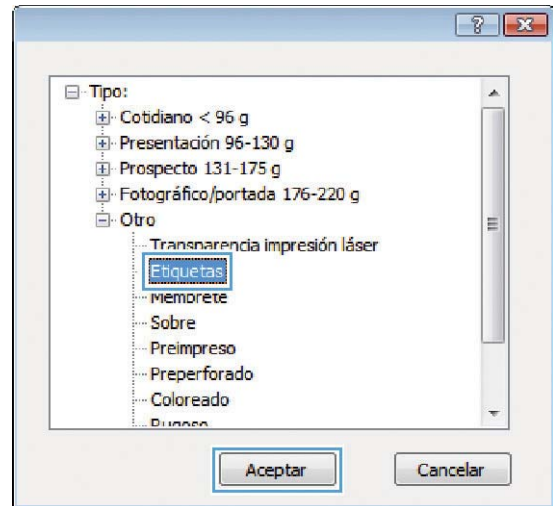 Tipo:
Cotidiano < 96 g
Presentación 96-130 g
Prospecto 131-175 g
Fotográfico/portada 176-220 g
Otro
Transparencia impresión láser
Etiquetas
Membrete
Sobre
Preimpreso
Preperforado
Coloreado
Rugoso
Aceptar Cancelar